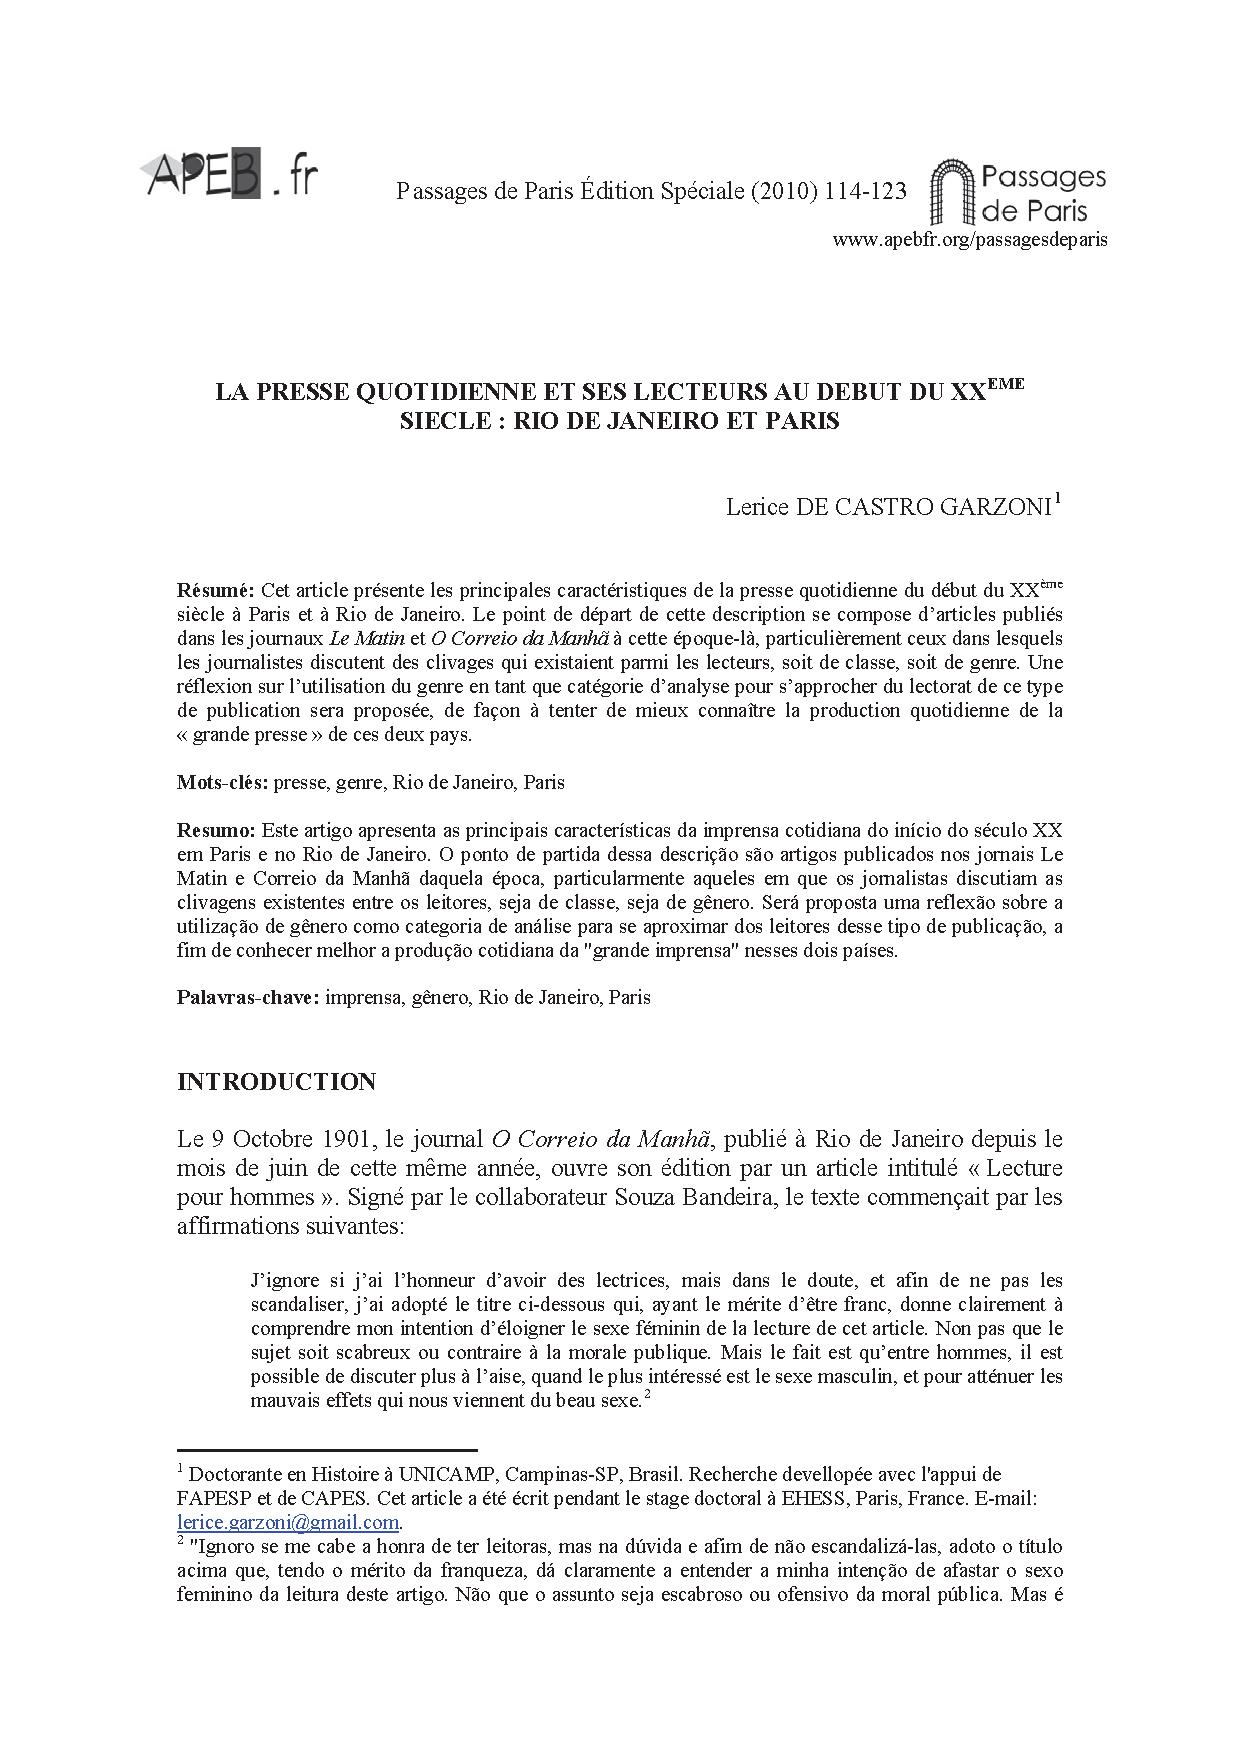 APEB.fr
Passages de Paris Édition Spéciale (2010) 114-123
Passages
de Paris
www.apebfr.org/passagesdeparis
LA PRESSE QUOTIDIENNE ET SES LECTEURS AU DEBUT DU XXEME
SIECLE : RIO DE JANEIRO ET PARIS
Lerice DE CASTRO GARZONI1
Résumé: Cet article présente les principales caractéristiques de la presse quotidienne du début du XXème
siècle à Paris et à Rio de Janeiro. Le point de départ de cette description se compose d’articles publiés
dans les journaux Le Matin et O Correio da Manhã à cette époque-là, particulièrement ceux dans lesquels
les journalistes discutent des clivages qui existaient parmi les lecteurs, soit de classe, soit de genre. Une
réflexion sur l’utilisation du genre en tant que catégorie d’analyse pour s’approcher du lectorat de ce type
de publication sera proposée, de façon à tenter de mieux connaître la production quotidienne de la
« grande presse » de ces deux pays.
Mots-clés: presse, genre, Rio de Janeiro, Paris
Resumo: Este artigo apresenta as principais características da imprensa cotidiana do início do século XX
em Paris e no Rio de Janeiro. O ponto de partida dessa descrição são artigos publicados nos jornais Le
Matin e Correio da Manhã daquela época, particularmente aqueles em que os jornalistas discutiam as
clivagens existentes entre os leitores, seja de classe, seja de gênero. Será proposta uma reflexão sobre a
utilização de gênero como categoria de análise para se aproximar dos leitores desse tipo de publicação, a
fim de conhecer melhor a produção cotidiana da "grande imprensa" nesses dois países.
Palavras-chave: imprensa, gênero, Rio de Janeiro, Paris
INTRODUCTION
Le 9 Octobre 1901, le journal O Correio da Manhã, publié à Rio de Janeiro depuis le
mois de juin de cette même année, ouvre son édition par un article intitulé « Lecture
pour hommes ». Signé par le collaborateur Souza Bandeira, le texte commençait par les
affirmations suivantes:
J’ignore si j’ai l’honneur d’avoir des lectrices, mais dans le doute, et afin de ne pas les
scandaliser, j’ai adopté le titre ci-dessous qui, ayant le mérite d’être franc, donne clairement à
comprendre mon intention d’éloigner le sexe féminin de la lecture de cet article. Non pas que le
sujet soit scabreux ou contraire à la morale publique. Mais le fait est qu’entre hommes, il est
possible de discuter plus à l’aise, quand le plus intéressé est le sexe masculin, et pour atténuer les
mauvais effets qui nous viennent du beau sexe.2
1 Doctorante en Histoire à UNICAMP, Campinas-SP, Brasil. Recherche devellopée avec l'appui de
FAPESP et de CAPES. Cet article a été écrit pendant le stage doctoral à EHESS, Paris, France. E-mail:
lerice.garzoni@gmail.com.
2 "Ignoro se me cabe a honra de ter leitoras, mas na dúvida e afim de não escandalizá-las, adoto o título
acima que, tendo o mérito da franqueza, dá claramente a entender a minha intenção de afastar o sexo
feminino da leitura deste artigo. Não que o assunto seja escabroso ou ofensivo da moral pública. Mas é